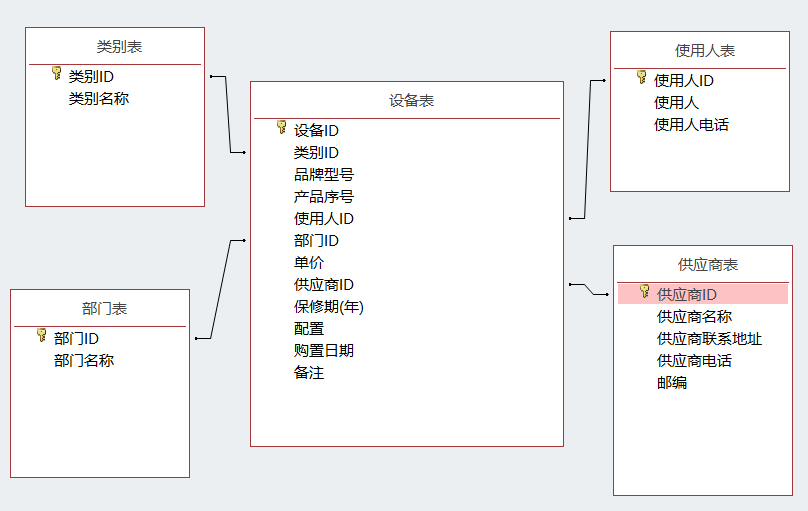 类别表
类别ID
类别名称
设备表
设备ID
类别ID
品牌型号
产品序号
使用人ID
部门ID
单价
供应商ID
保修期(年)
配置
购置日期
备注
使用人表
使用人ID
使用人
使用人电话
部门表
部门ID
部门名称
供应商表
供应商ID
供应商名称
供应商联系地址
供应商电话
邮编